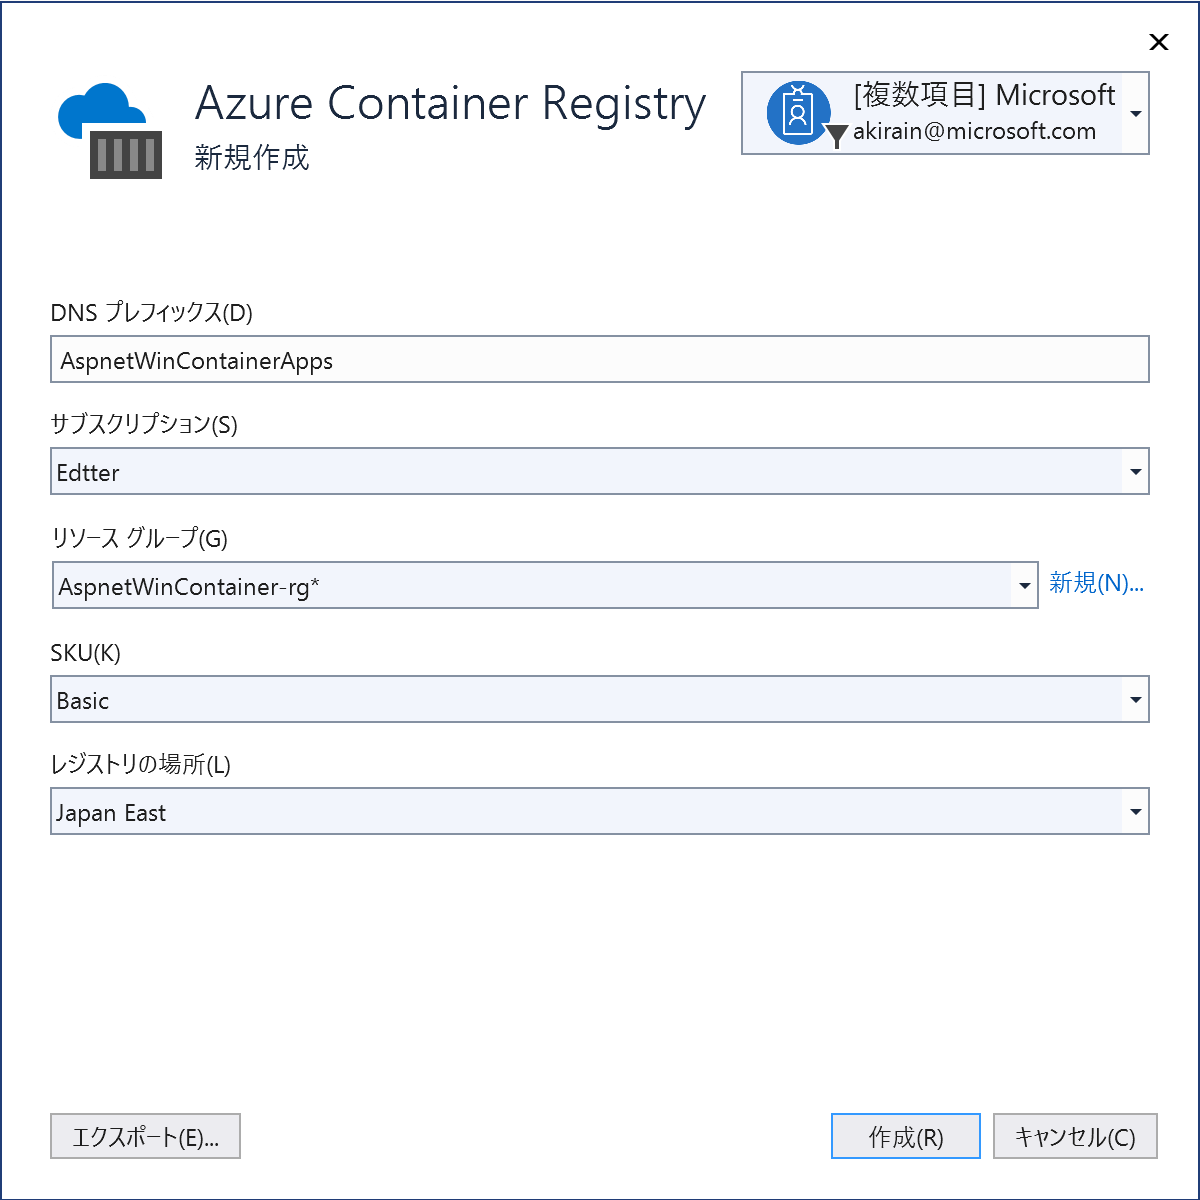 Azure Container Registry
新規作成
[複数項目] Microsoft
akirain@microsoft.com
DNS プレフィックス(D)
AspnetWinContainerApps
サブスクリプション(S)
Edtter
リソース グループ(G)
AspnetWinContainer-rg*
新規(N)...
SKU(K)
Basic
レジストリの場所(L)
Japan East
エクスポート(E)...
作成(R)
キャンセル(C)